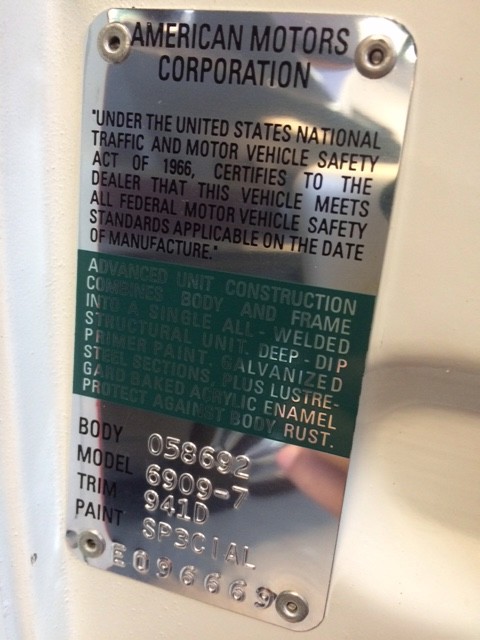 AMERICAN MOTORS
CORPORATION
"UNDER THE UNITED STATES NATIONAL
TRAFFIC AND MOTOR VEHICLE SAFETY
ACT OF 1966, CERTIFIES TO THE
DEALER THAT THIS VEHICLE MEETS
ALL FEDERAL MOTOR VEHICLE SAFETY
STANDARDS APPLICABLE ON THE DATE
OF MANUFACTURE."
ADVANCED UNIT CONSTRUCTION
COMBINES BODY AND FRAME
INTO A SINGLE ALL - WELDED
STRUCTURAL UNIT. DEEP - DIP
PRIMER PAINT, GALVANIZED
STEEL SECTIONS, PLUS LUSTRE-
GARD BAKED ACRYLIC ENAMEL
PROTECT AGAINST BODY RUST.
BODY 058692
MODEL 6909-7
TRIM 941D
PAINT SP3CIAL
E096669